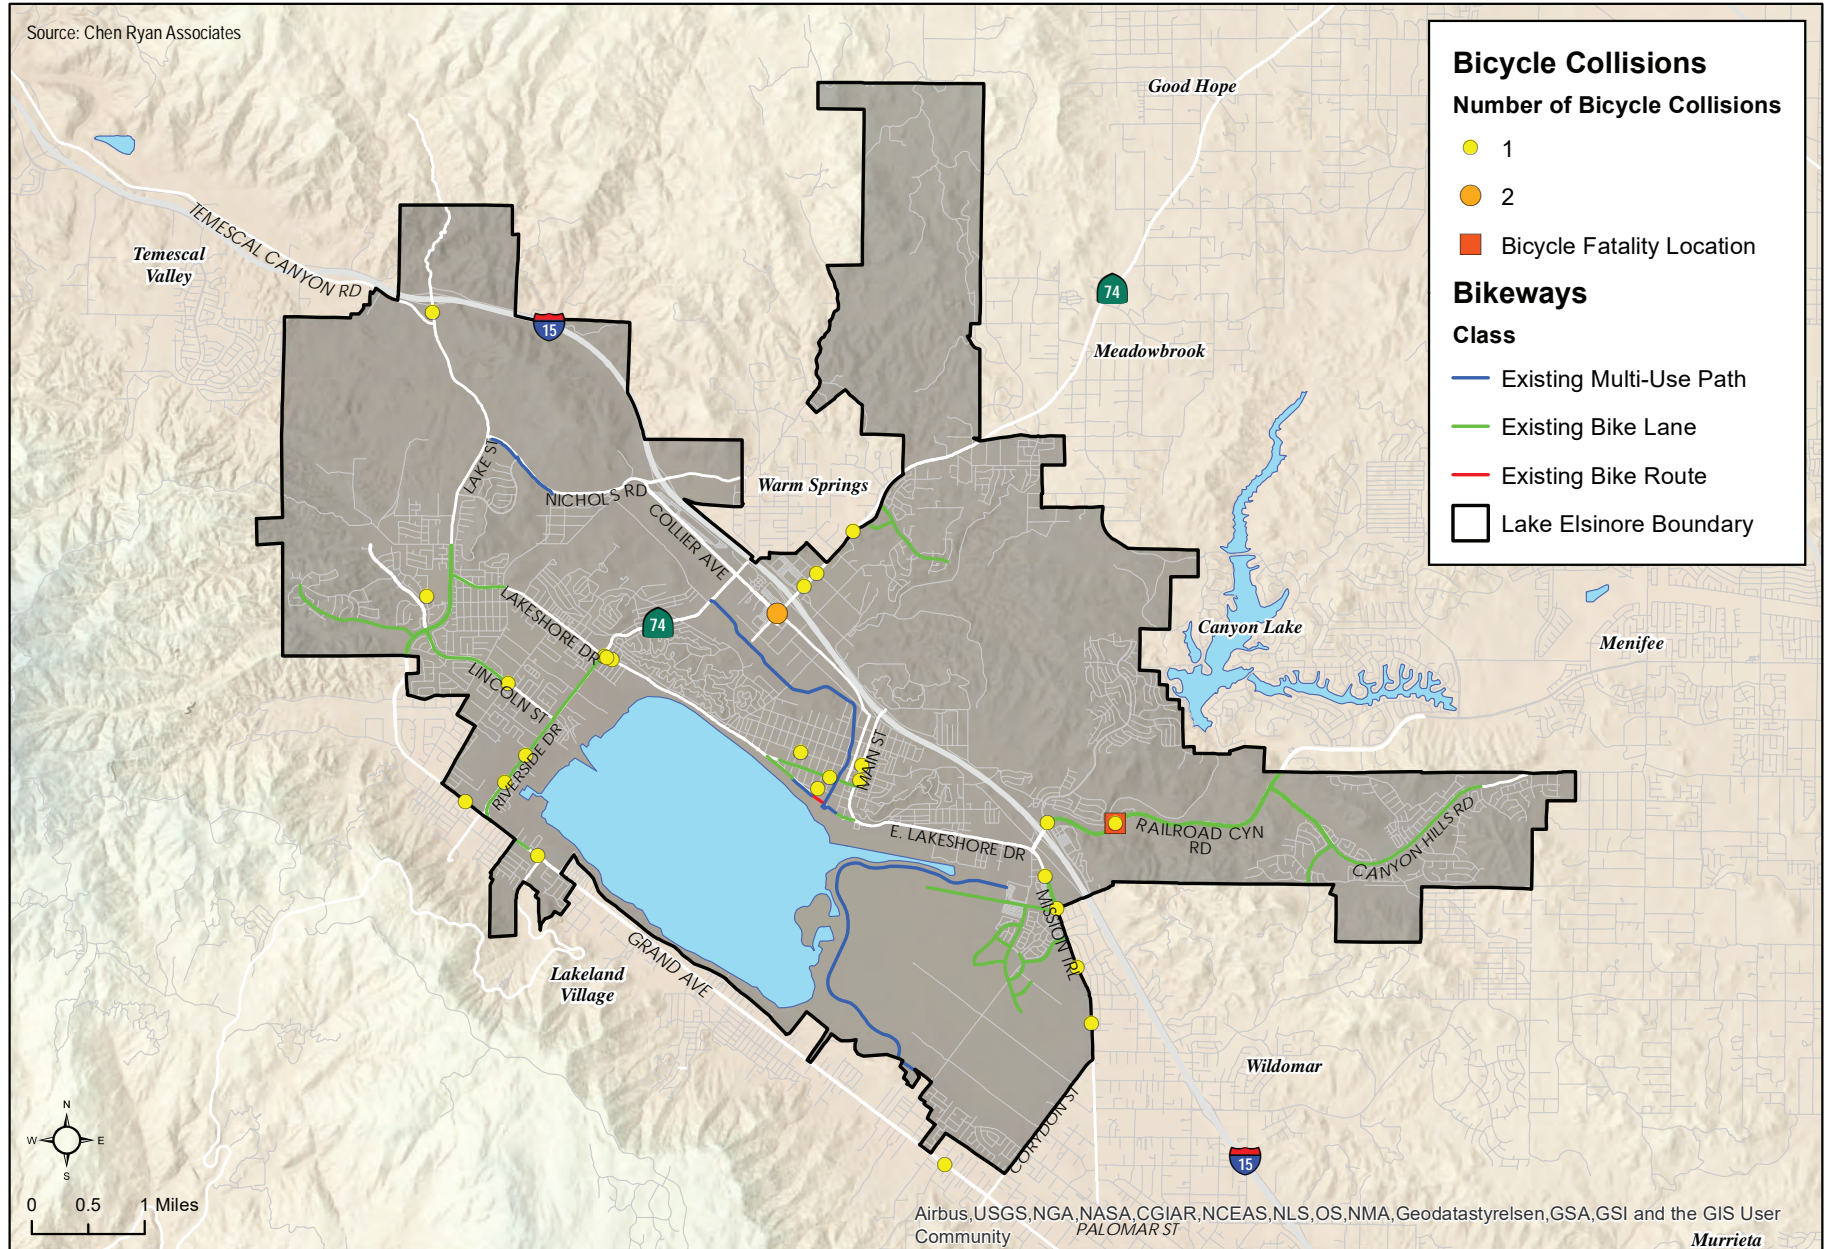 Source: Chen Ryan Associates
Bicycle Collisions
Number of Bicycle Collisions
1
2
Bicycle Fatality Location
Bikeways
Class
Existing Multi-Use Path
Existing Bike Lane
Existing Bike Route
Lake Elsinore Boundary
Good Hope
TEMESCAL CANYON RD
Temescal
Valley
74
15
Meadowbrook
LAKE ST
Warm Springs
NICHOLS RD
COLLIER AVE
LAKESHORE DR
74
Canyon Lake
Menifee
LINCOLN ST
RIVERSIDE DR
MAIN ST
E. LAKESHORE DR
RAILROAD CYN
RD
CANYON HILLS RD
MISSION TRL
GRAND AVE
Lakeland
Village
Wildomar
CORYDON ST
15
N
W
E
S
0 0.5 1 Miles
Airbus,USGS,NGA,NASA,CGIAR,NCEAS,NLS,OS,NMA,Geodatastyrelsen,GSA,GSI and the GIS User
Community
PALOMAR ST
Murrieta